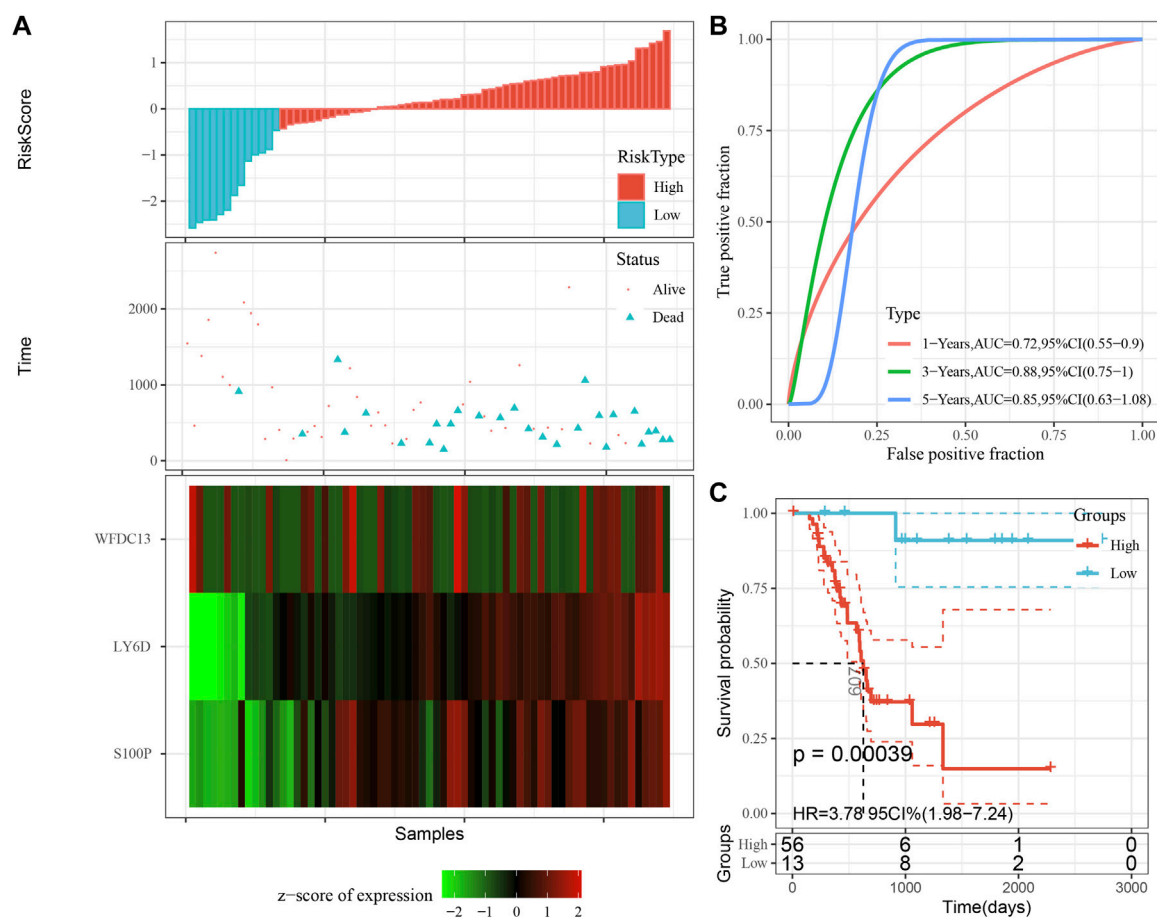 A
RiskScore
1
0
−1
−2
RiskType
High
Low
Time
2000
1000
0
Status
Alive
Dead
WFDC13
LY6D
S100P
Samples
z−score of expression
−2 −1 0 1 2
B
True positive fraction
1.00
0.75
0.50
0.25
0.00
Type
1−Years,AUC=0.72,95%CI(0.55−0.9)
3−Years,AUC=0.88,95%CI(0.75−1)
5−Years,AUC=0.85,95%CI(0.63−1.08)
0.00 0.25 0.50 0.75 1.00
False positive fraction
C
Survival probability
1.00
0.75
0.50
0.25
0.00
Groups
High
Low
p = 0.00039
HR=3.78 95CI%(1.98−7.24)
Groups
High 56 6 1 0
Low 13 8 2 0
0 1000 2000 3000
Time(days)